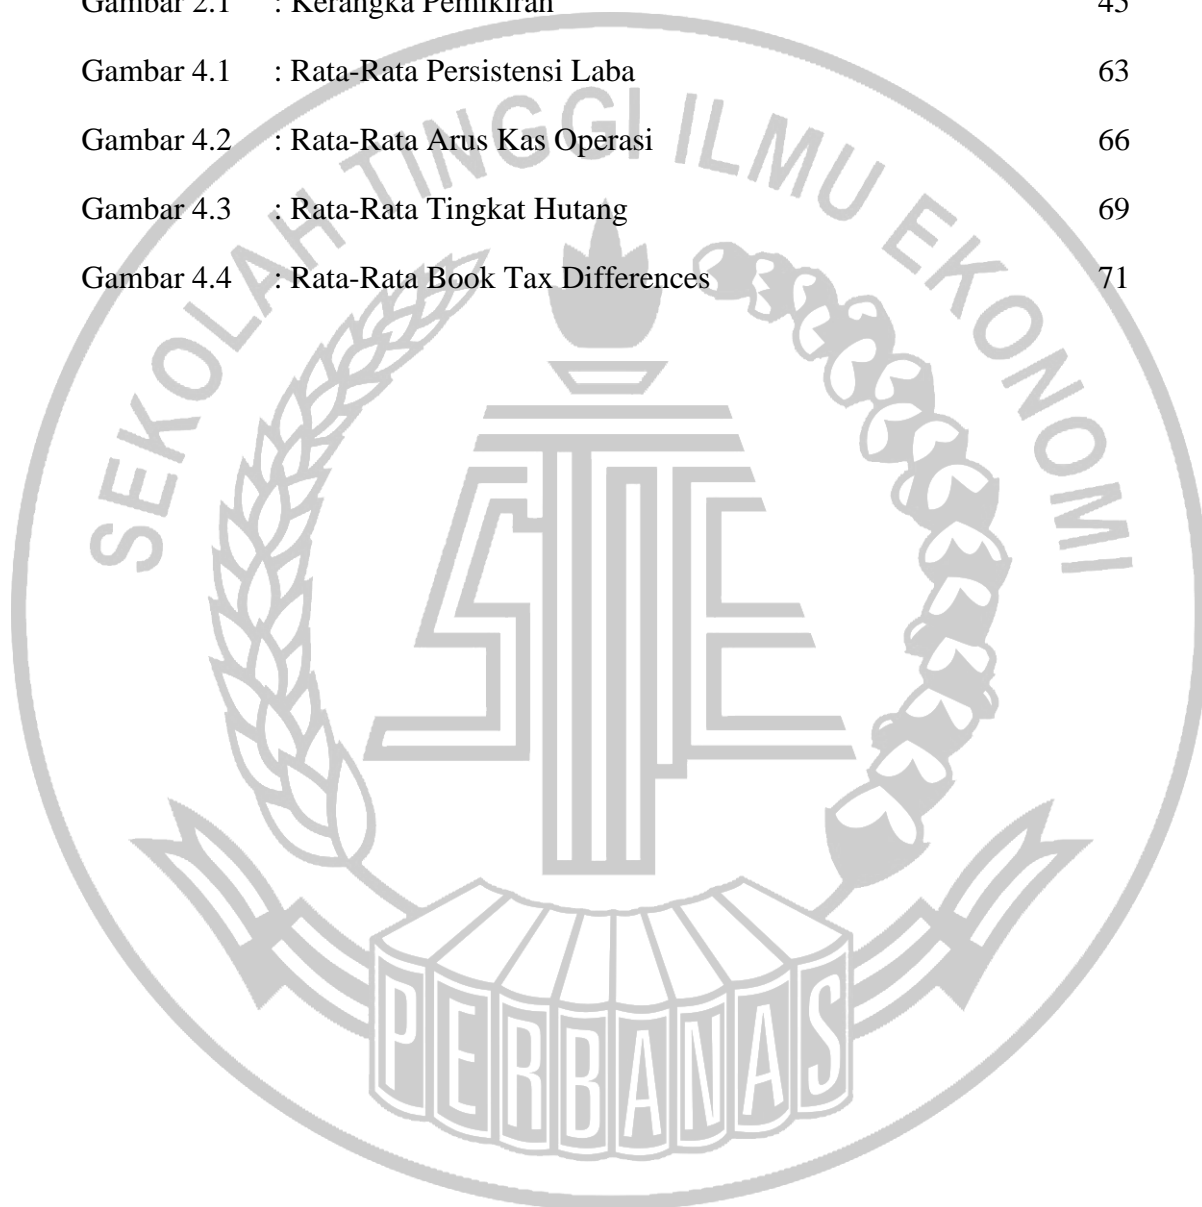 Gambar 2.1 : Kerangka Pemikiran 45
Gambar 4.1 : Rata-Rata Persistensi Laba 63
Gambar 4.2 : Rata-Rata Arus Kas Operasi 66
Gambar 4.3 : Rata-Rata Tingkat Hutang 69
Gambar 4.4 : Rata-Rata Book Tax Differences 71
SEKOLAH TINGGI ILMU EKONOMI
STIE
PERBANAS